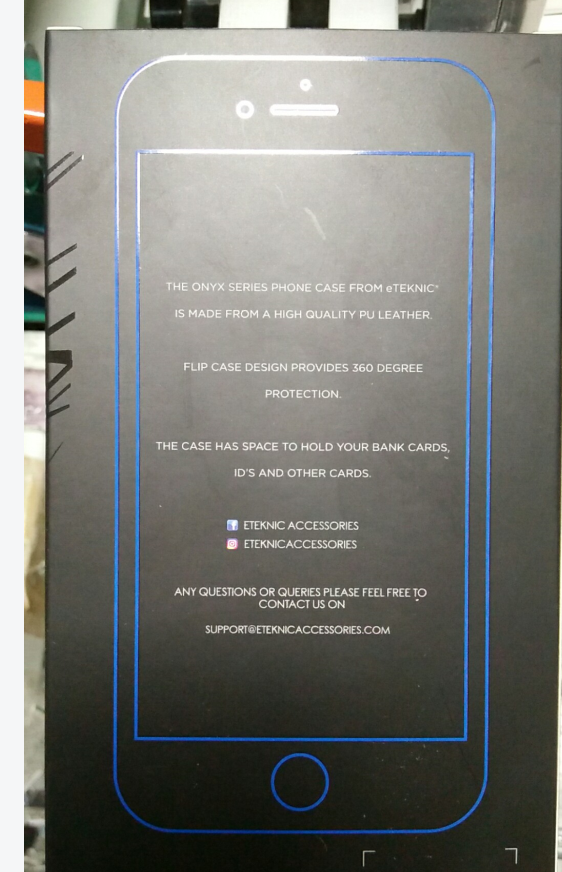 THE ONYX SERIES PHONE CASE FROM eTEKNIC®
IS MADE FROM A HIGH QUALITY PU LEATHER.
FLIP CASE DESIGN PROVIDES 360 DEGREE
PROTECTION.
THE CASE HAS SPACE TO HOLD YOUR BANK CARDS,
ID'S AND OTHER CARDS.
ETEKNIC ACCESSORIES
ETEKNICACCESSORIES
ANY QUESTIONS OR QUERIES PLEASE FEEL FREE TO
CONTACT US ON
SUPPORT@ETEKNICACCESSORIES.COM